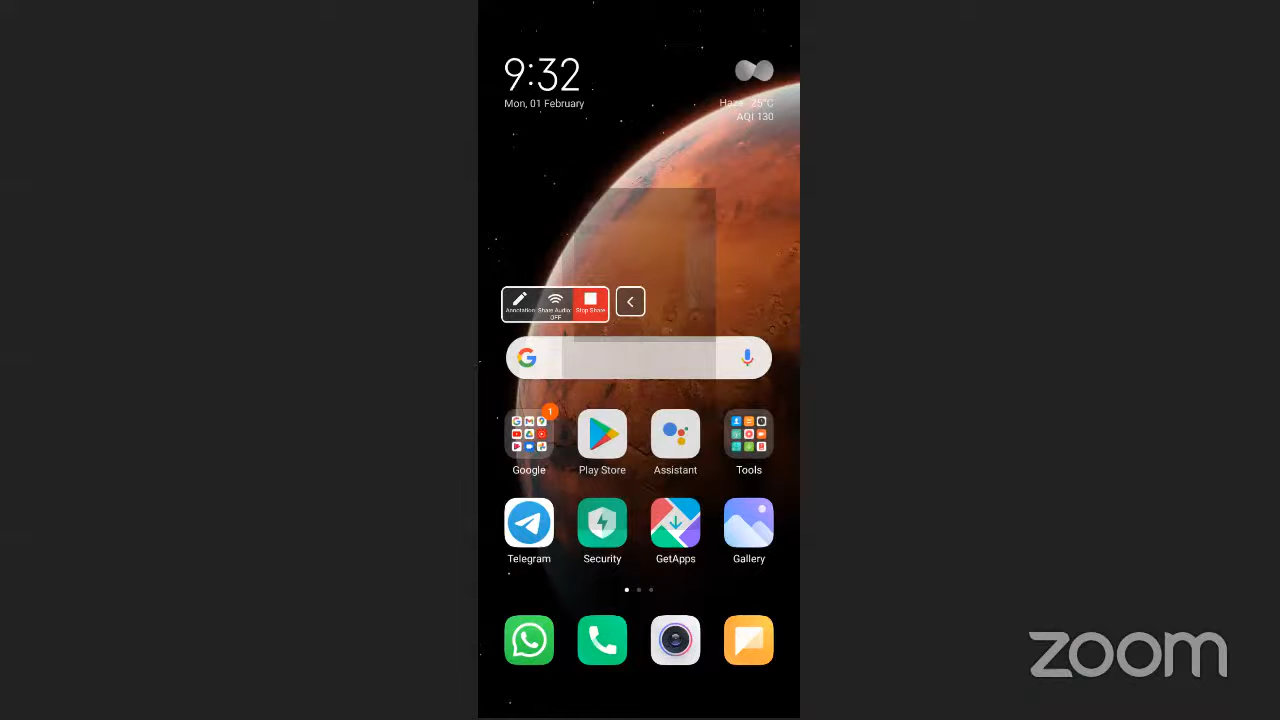 9:32
Mon, 01 February
Haze 25°C
AQI 130
Annotation
Share Audio: OFF
Stop Share
1
Google
Play Store
Assistant
Tools
Telegram
Security
GetApps
Gallery
zoom